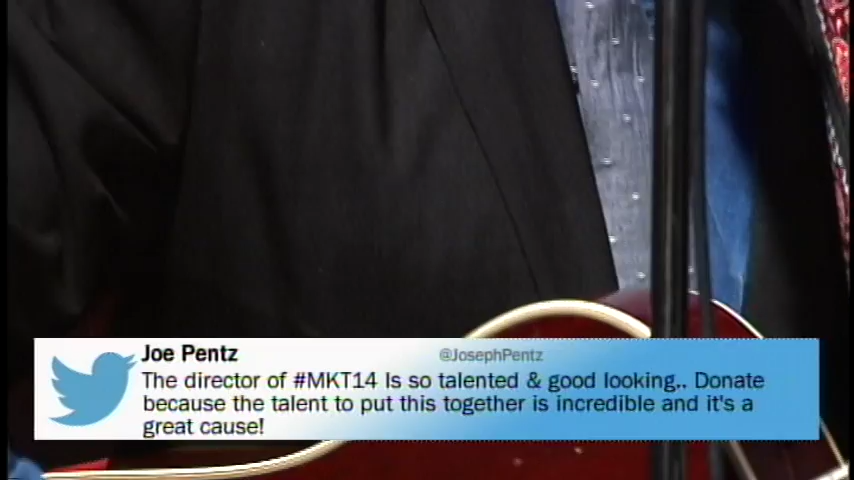 Joe Pentz @JosephPentz
The director of #MKT14 Is so talented & good looking.. Donate
because the talent to put this together is incredible and it's a
great cause!